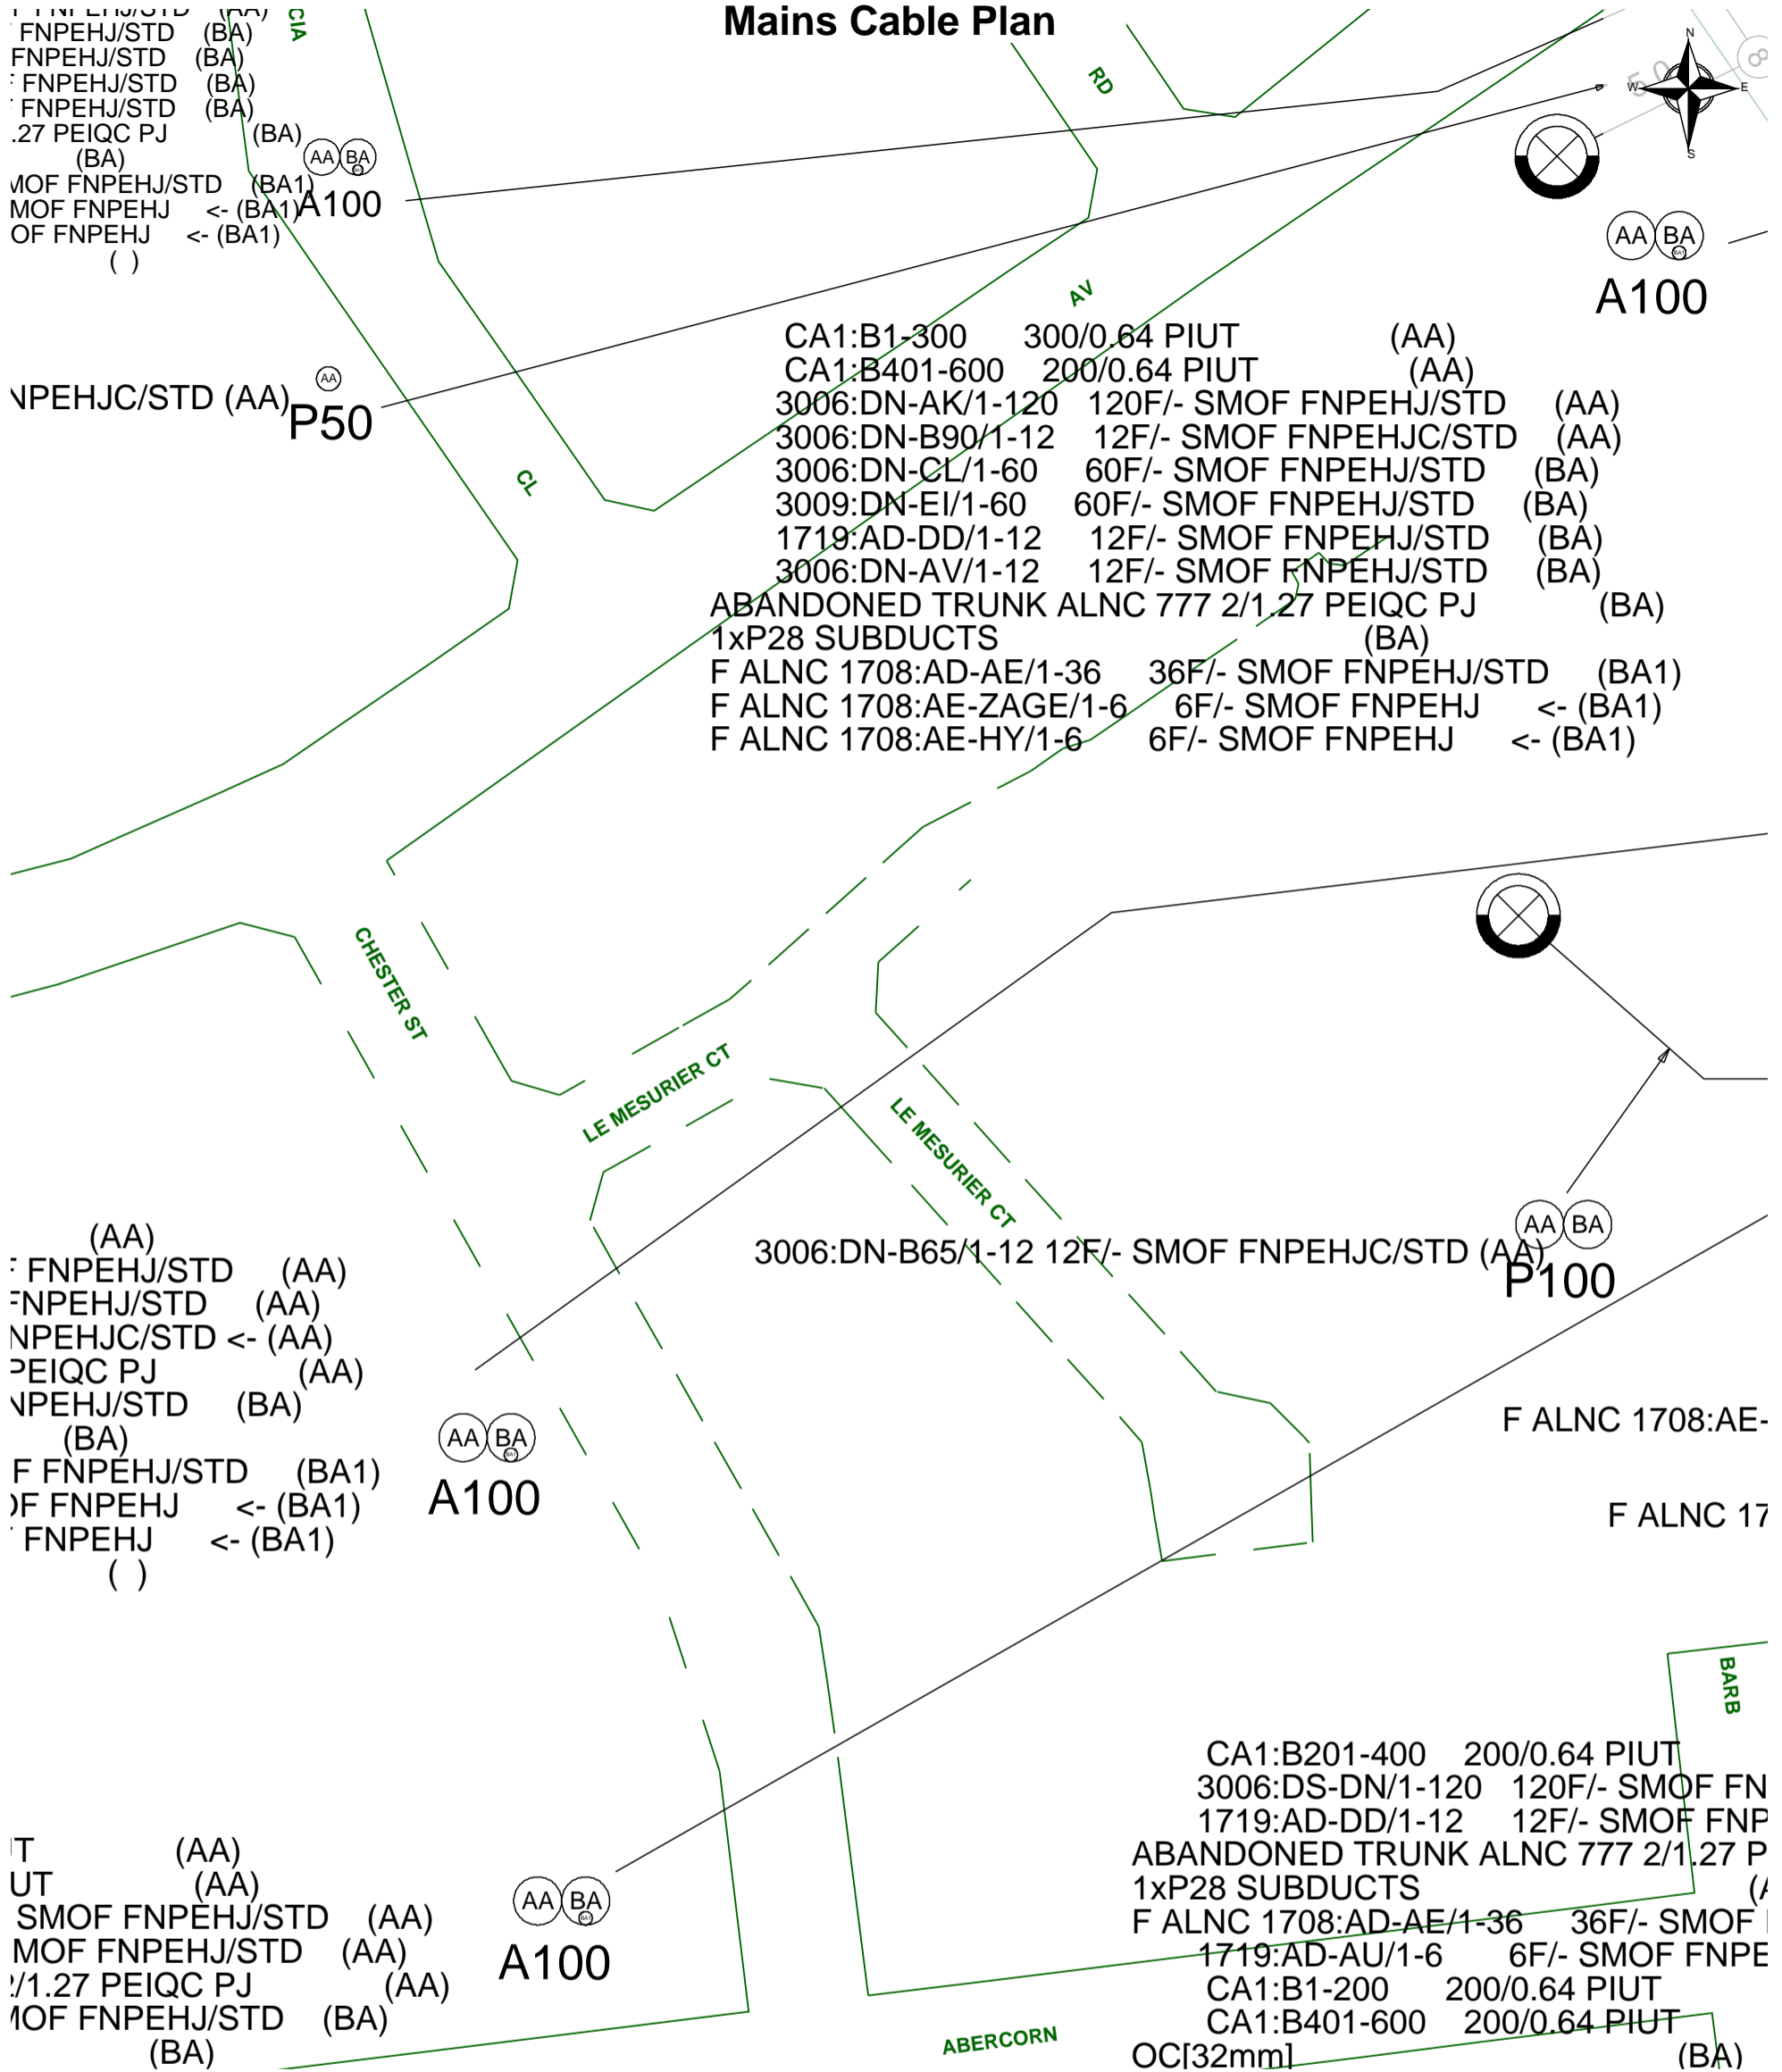 Mains Cable Plan
FNPEHJ/STD (BA)
FNPEHJ/STD (BA)
FNPEHJ/STD (BA)
FNPEHJ/STD (BA)
.27 PEIQC PJ (BA)
(BA)
MOF FNPEHJ/STD (BA1)
MOF FNPEHJ <- (BA1)
OF FNPEHJ <- (BA1)
( )
CIA
AA BA
A100
RD
N
W E
S
50
8
AA BA
A100
AV
NPEHJC/STD (AA)
AA
P50
CL
CA1:B1-300 300/0.64 PIUT (AA)
CA1:B401-600 200/0.64 PIUT (AA)
3006:DN-AK/1-120 120F/- SMOF FNPEHJ/STD (AA)
3006:DN-B90/1-12 12F/- SMOF FNPEHJC/STD (AA)
3006:DN-CL/1-60 60F/- SMOF FNPEHJ/STD (BA)
3009:DN-EI/1-60 60F/- SMOF FNPEHJ/STD (BA)
1719:AD-DD/1-12 12F/- SMOF FNPEHJ/STD (BA)
3006:DN-AV/1-12 12F/- SMOF FNPEHJ/STD (BA)
ABANDONED TRUNK ALNC 777 2/1.27 PEIQC PJ (BA)
1xP28 SUBDUCTS (BA)
F ALNC 1708:AD-AE/1-36 36F/- SMOF FNPEHJ/STD (BA1)
F ALNC 1708:AE-ZAGE/1-6 6F/- SMOF FNPEHJ <- (BA1)
F ALNC 1708:AE-HY/1-6 6F/- SMOF FNPEHJ <- (BA1)
CHESTER ST
LE MESURIER CT
LE MESURIER CT
3006:DN-B65/1-12 12F/- SMOF FNPEHJC/STD (AA)
AA BA
P100
(AA)
F FNPEHJ/STD (AA)
FNPEHJ/STD (AA)
NPEHJC/STD <- (AA)
PEIQC PJ (AA)
NPEHJ/STD (BA)
(BA)
F FNPEHJ/STD (BA1)
OF FNPEHJ <- (BA1)
FNPEHJ <- (BA1)
( )
AA BA
A100
F ALNC 1708:AE-
F ALNC 17
BARB
CA1:B201-400 200/0.64 PIUT
3006:DS-DN/1-120 120F/- SMOF FN
1719:AD-DD/1-12 12F/- SMOF FNP
ABANDONED TRUNK ALNC 777 2/1.27 P
1xP28 SUBDUCTS
F ALNC 1708:AD-AE/1-36 36F/- SMOF
1719:AD-AU/1-6 6F/- SMOF FNPE
CA1:B1-200 200/0.64 PIUT
CA1:B401-600 200/0.64 PIUT
OC[32mm] (BA)
T (AA)
UT (AA)
SMOF FNPEHJ/STD (AA)
MOF FNPEHJ/STD (AA)
/1.27 PEIQC PJ (AA)
MOF FNPEHJ/STD (BA)
(BA)
AA BA
A100
ABERCORN